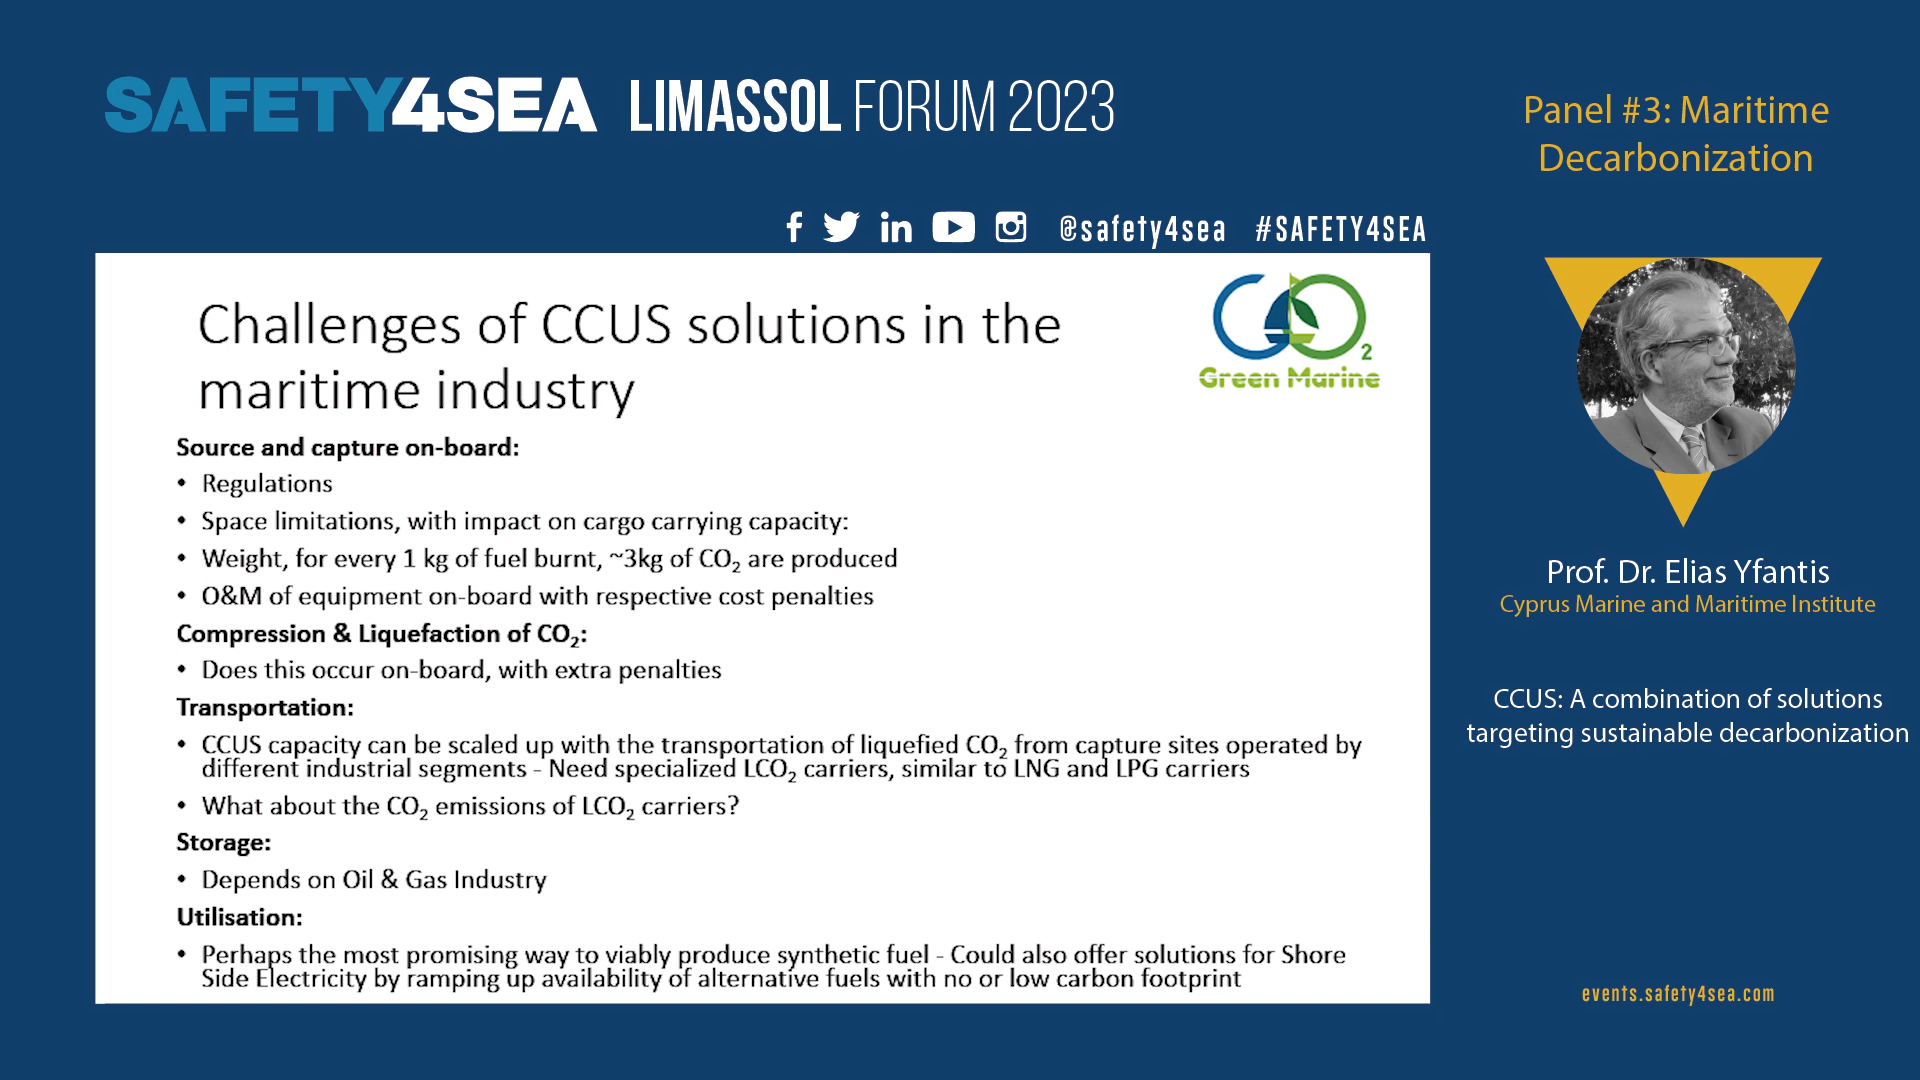 SAFETY4SEA LIMASSOL FORUM 2023
Panel #3: Maritime
Decarbonization
@safety4sea #SAFETY4SEA
Challenges of CCUS solutions in the
maritime industry
CO₂
Green Marine
Source and capture on-board:
• Regulations
• Space limitations, with impact on cargo carrying capacity:
• Weight, for every 1 kg of fuel burnt, ~3kg of CO₂ are produced
• O&M of equipment on-board with respective cost penalties
Compression & Liquefaction of CO₂:
• Does this occur on-board, with extra penalties
Transportation:
• CCUS capacity can be scaled up with the transportation of liquefied CO₂ from capture sites operated by
different industrial segments - Need specialized LCO₂ carriers, similar to LNG and LPG carriers
• What about the CO₂ emissions of LCO₂ carriers?
Storage:
• Depends on Oil & Gas Industry
Utilisation:
• Perhaps the most promising way to viably produce synthetic fuel - Could also offer solutions for Shore
Side Electricity by ramping up availability of alternative fuels with no or low carbon footprint
Prof. Dr. Elias Yfantis
Cyprus Marine and Maritime Institute
CCUS: A combination of solutions
targeting sustainable decarbonization
events.safety4sea.com